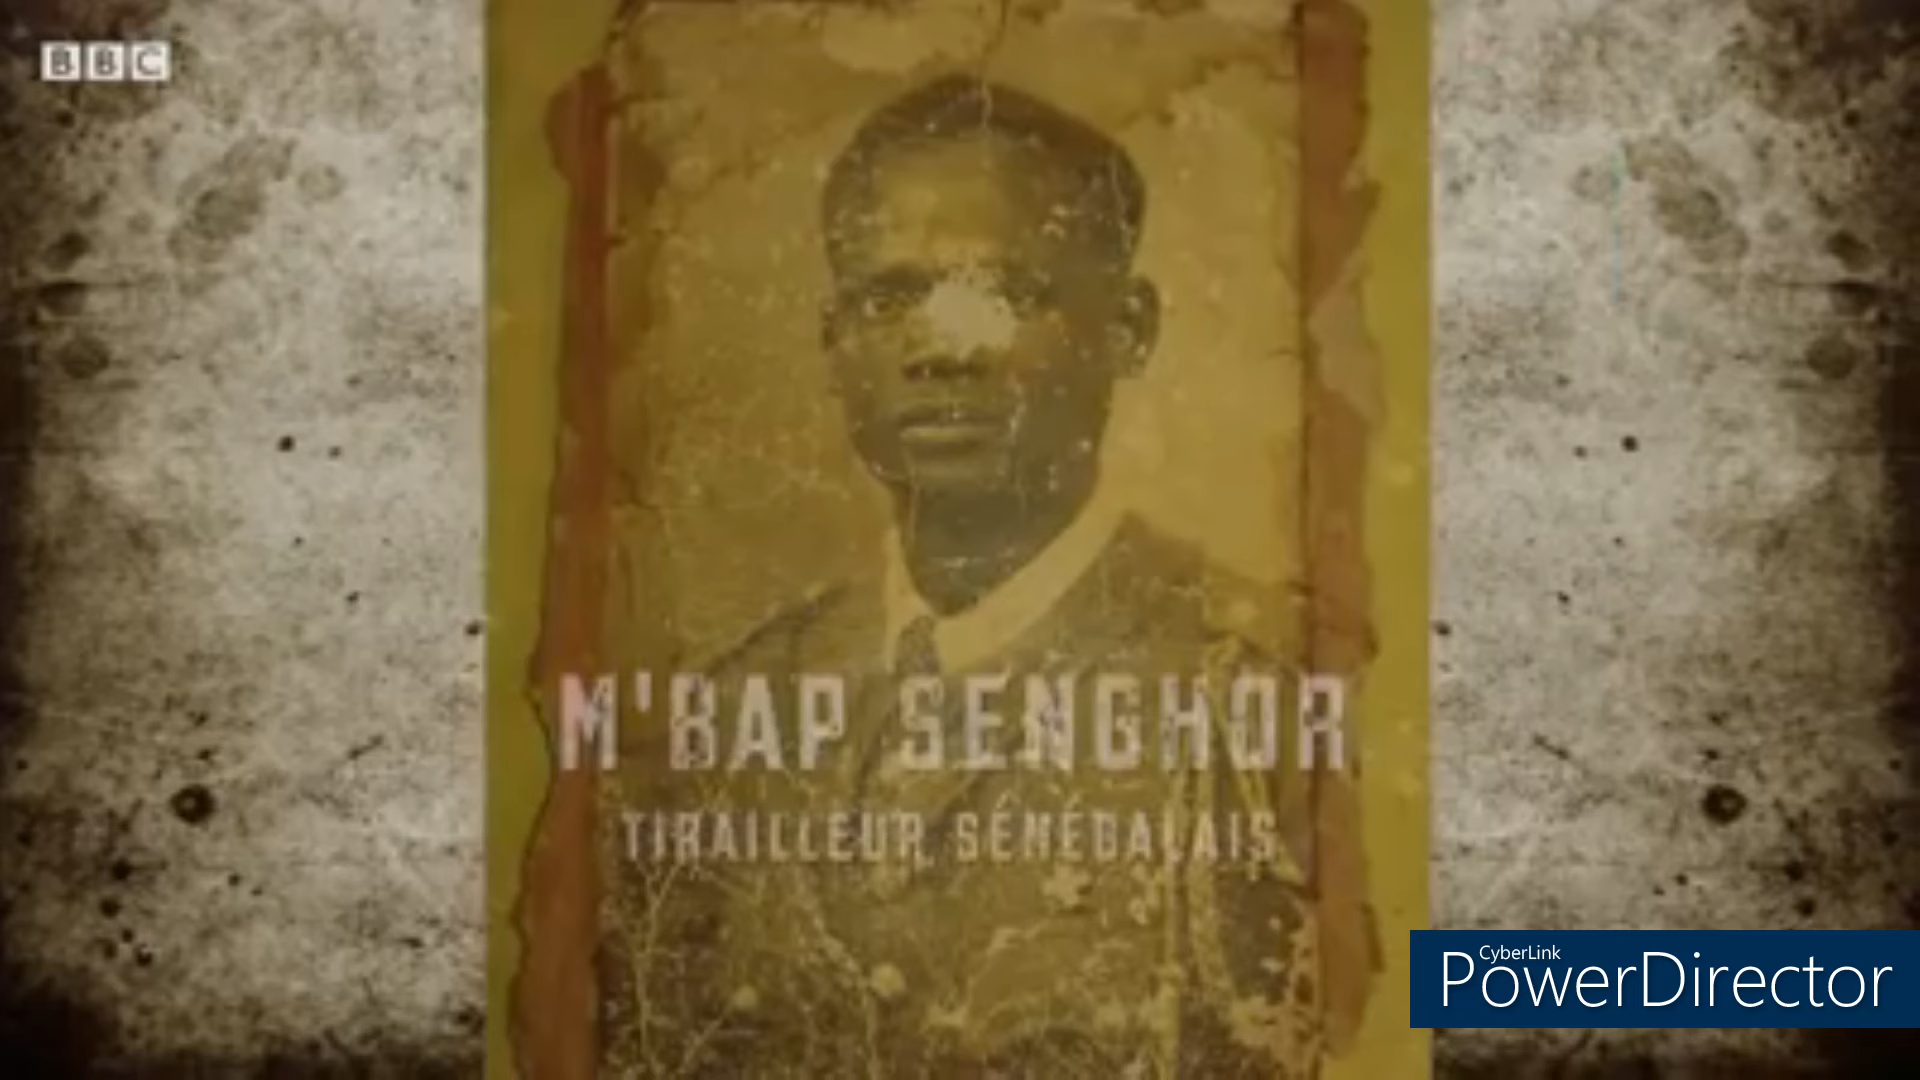 BBC
M'BAP SENGHOR
TIRAILLEUR SÉNÉGALAIS
CyberLink
PowerDirector